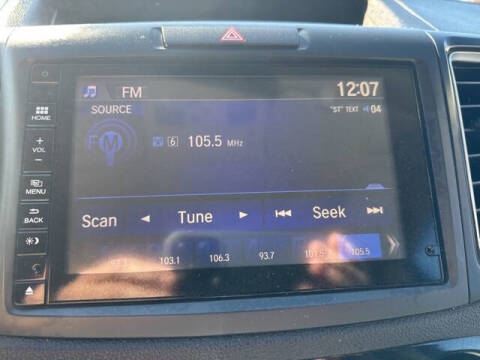 FM
12:07
SOURCE
"ST" TEXT 04
HOME
FM
6 105.5 MHz
+
VOL
−
MENU
BACK
Scan Tune Seek
103.1 106.3 93.7 105.5